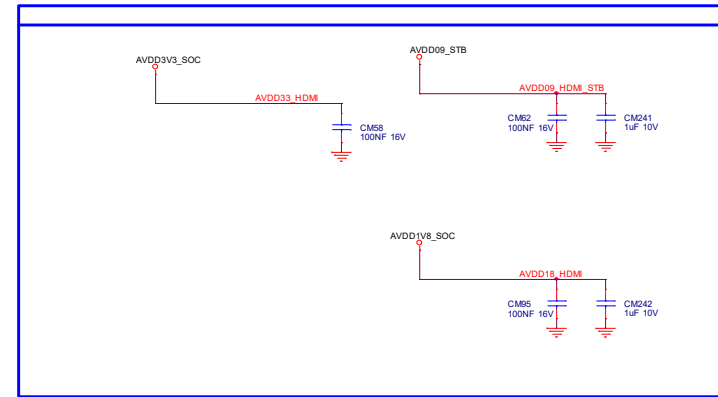 AVDD3V3_SOC
AVDD33_HDMI
CM58
100NF 16V
AVDD09_STB
AVDD09_HDMI_STB
CM62
100NF 16V
CM241
1uF 10V
AVDD1V8_SOC
AVDD18_HDMI
CM95
100NF 16V
CM242
1uF 10V